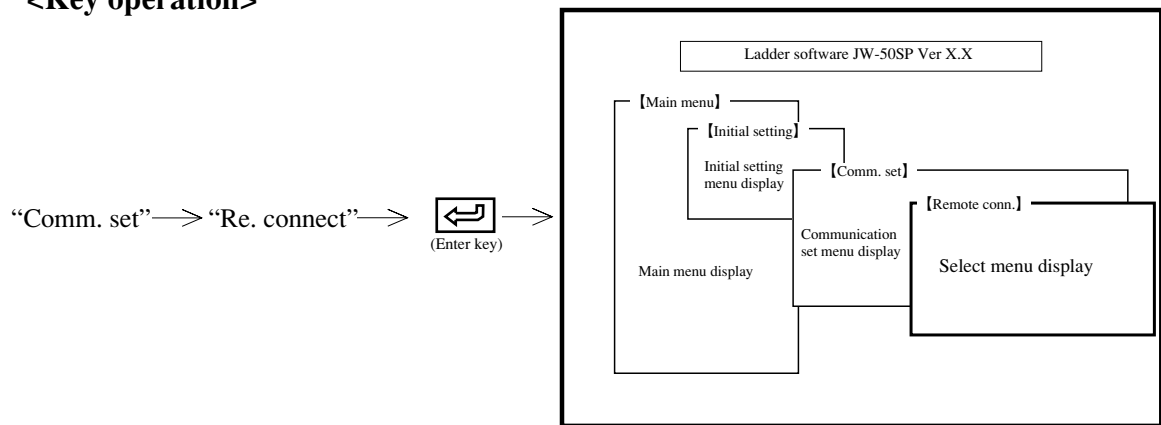 <Key operation>
“Comm. set” “Re. connect”
(Enter key)
Ladder software JW-50SP Ver X.X
【Main menu】
【Initial setting】
Initial setting
menu display
【Comm. set】
【Remote conn.】
Communication
set menu display
Select menu display
Main menu display